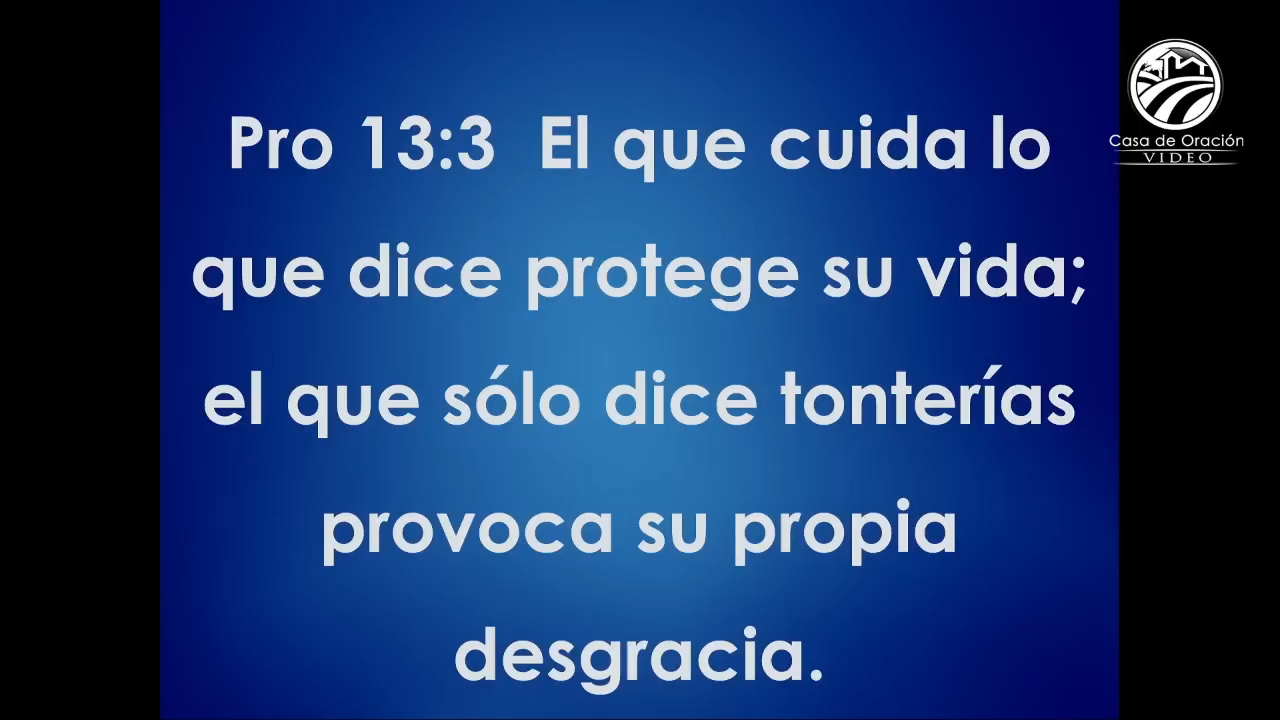 Pro 13:3  El que cuida lo
que dice protege su vida;
el que sólo dice tonterías
provoca su propia
desgracia.
Casa de Oración
VIDEO